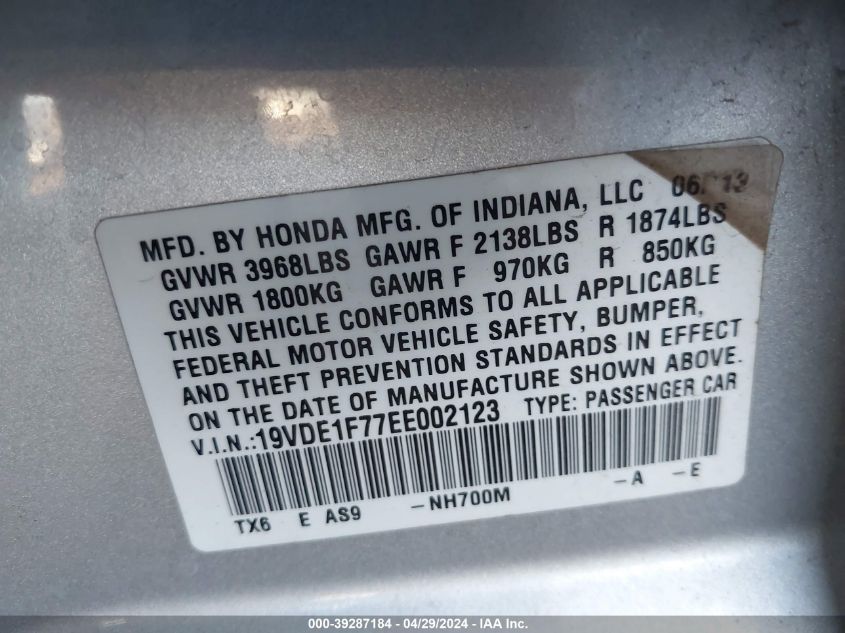 MFD. BY HONDA MFG. OF INDIANA, LLC 06/13
GVWR 3968LBS GAWR F 2138LBS R 1874LBS
GVWR 1800KG GAWR F 970KG R 850KG
THIS VEHICLE CONFORMS TO ALL APPLICABLE
FEDERAL MOTOR VEHICLE SAFETY, BUMPER,
AND THEFT PREVENTION STANDARDS IN EFFECT
ON THE DATE OF MANUFACTURE SHOWN ABOVE.
V.I.N.:19VDE1F77EE002123 TYPE: PASSENGER CAR
TX6 E AS9 -NH700M -A -E
000-39287184 - 04/29/2024 - IAA Inc.